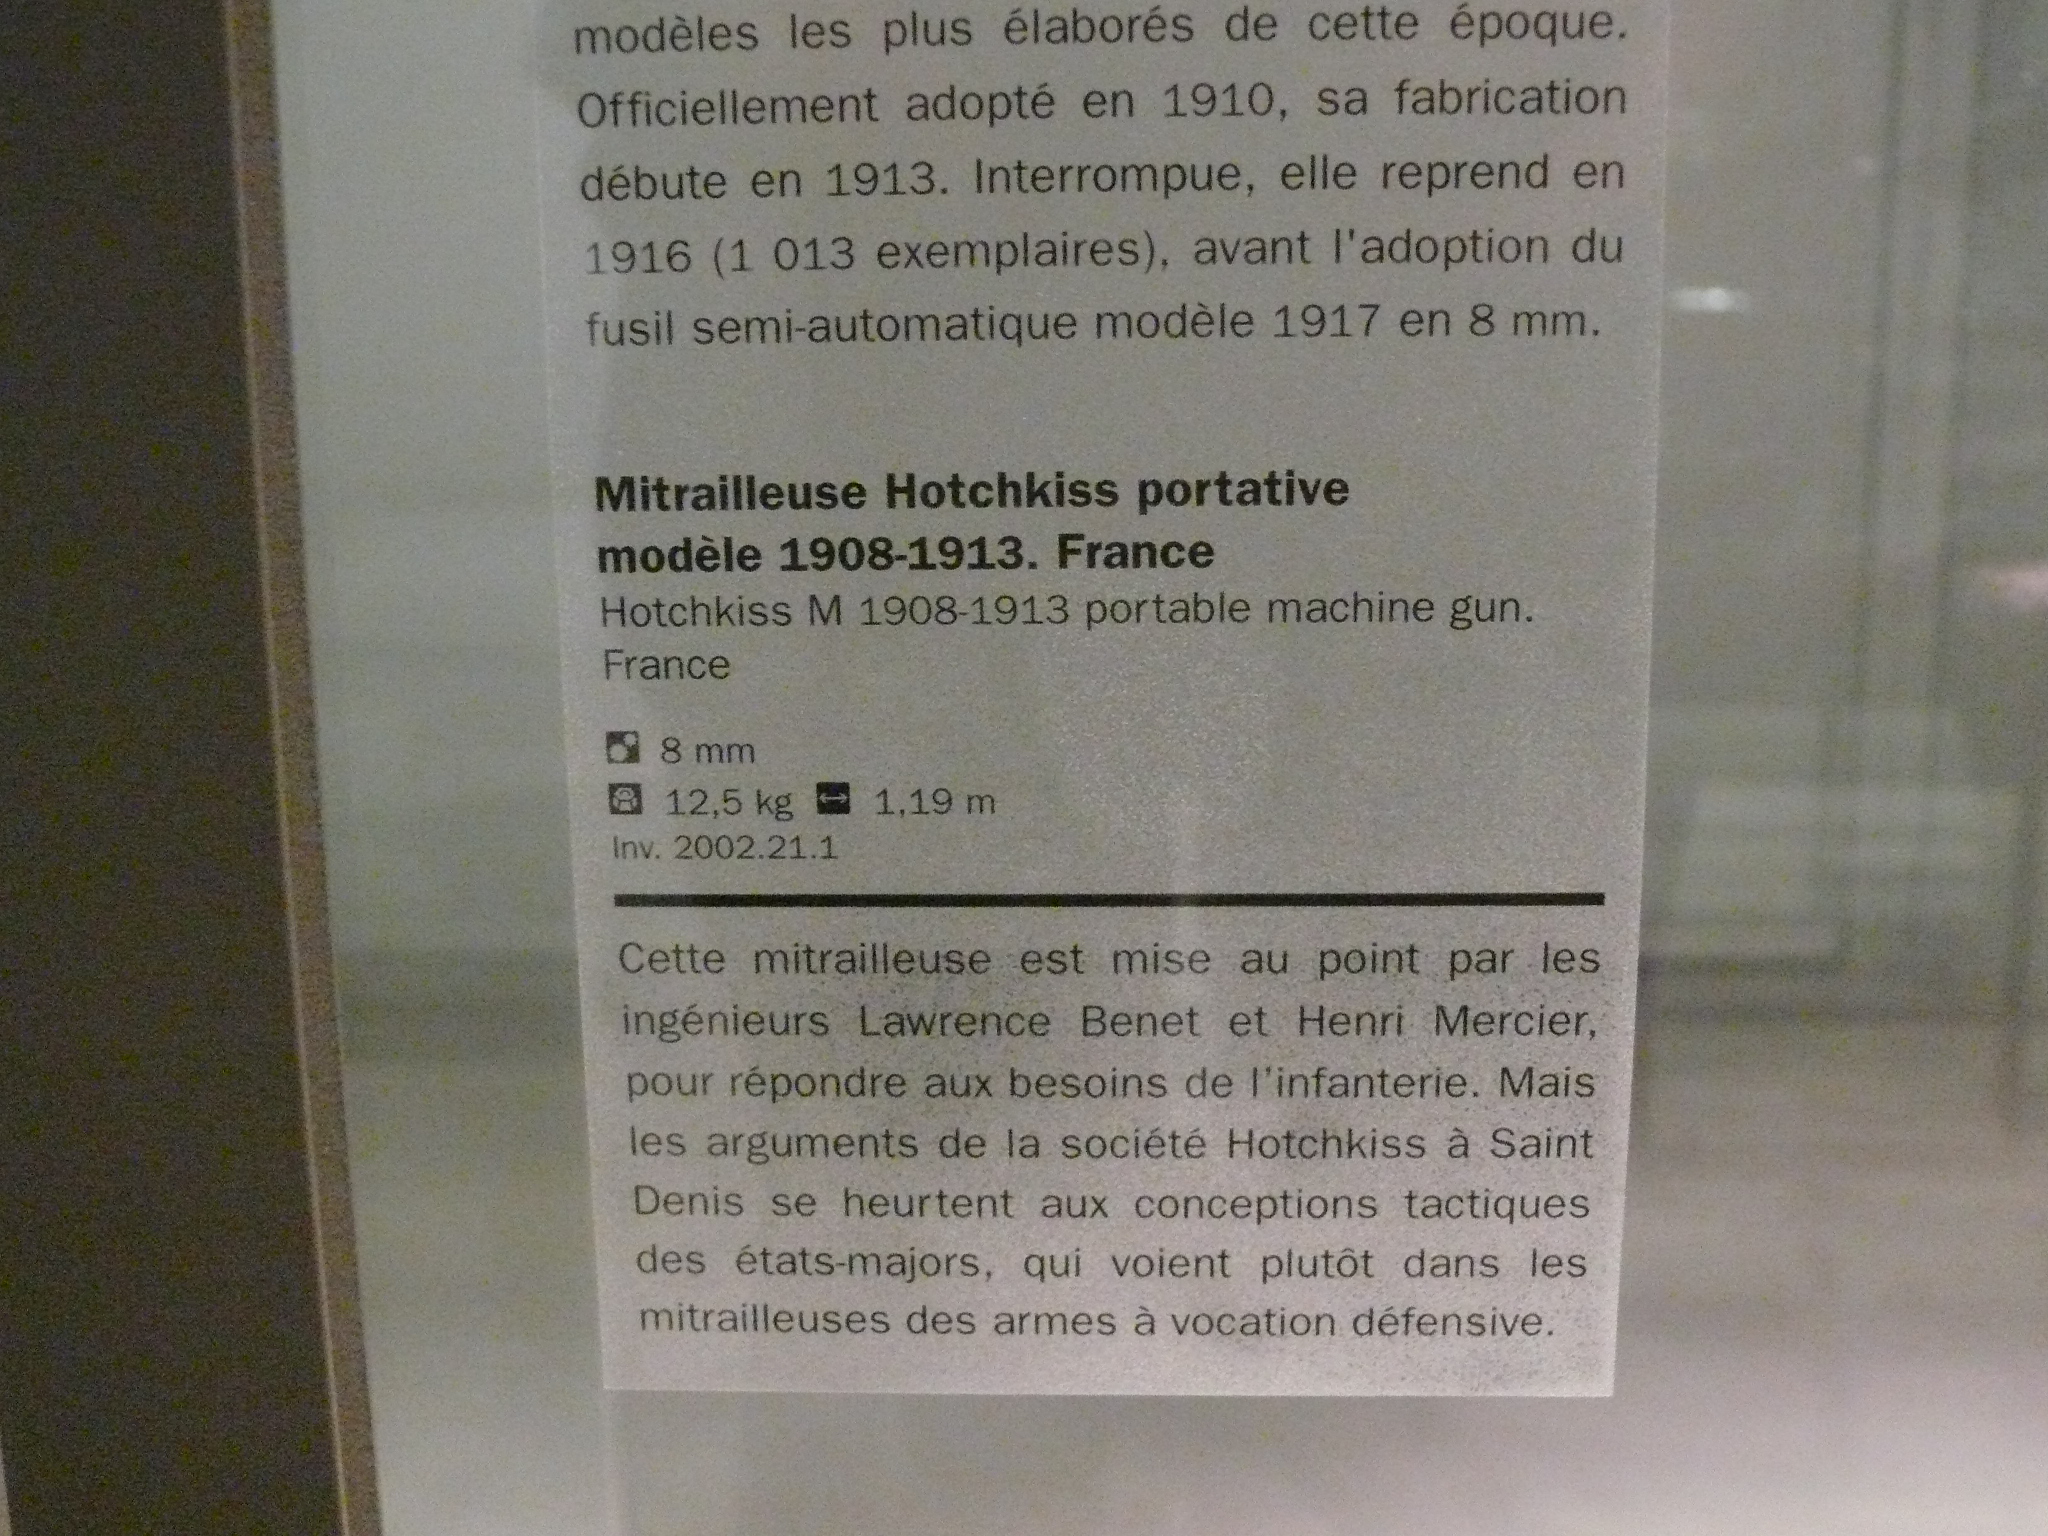 modèles les plus élaborés de cette époque.
Officiellement adopté en 1910, sa fabrication
débute en 1913. Interrompue, elle reprend en
1916 (1 013 exemplaires), avant l'adoption du
fusil semi-automatique modèle 1917 en 8 mm.
Mitrailleuse Hotchkiss portative
modèle 1908-1913. France
Hotchkiss M 1908-1913 portable machine gun.
France
8 mm
12,5 kg 1,19 m
Inv. 2002.21.1
Cette mitrailleuse est mise au point par les
ingénieurs Lawrence Benet et Henri Mercier,
pour répondre aux besoins de l'infanterie. Mais
les arguments de la société Hotchkiss à Saint
Denis se heurtent aux conceptions tactiques
des états-majors, qui voient plutôt dans les
mitrailleuses des armes à vocation défensive.